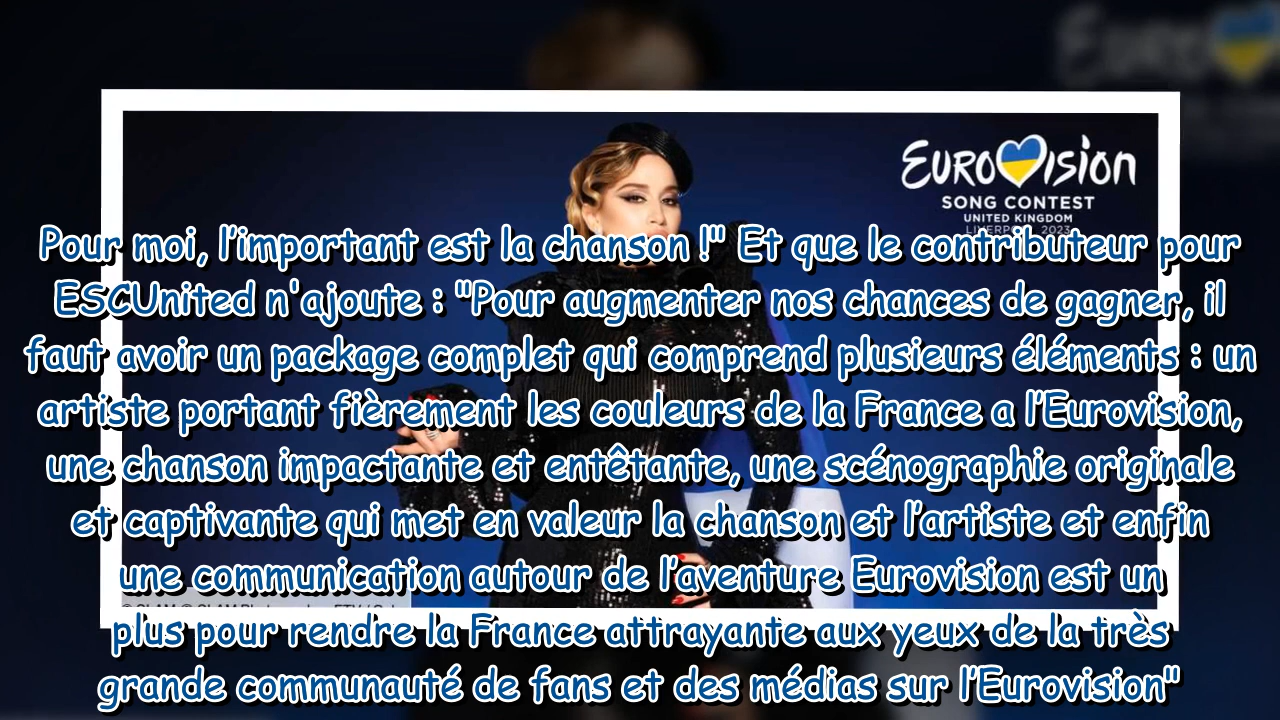 EUROVISION
SONG CONTEST
UNITED KINGDOM
LIVERPOOL 2023
Pour moi, l’important est la chanson !" Et que le contributeur pour
ESCUnited n'ajoute : "Pour augmenter nos chances de gagner, il
faut avoir un package complet qui comprend plusieurs éléments : un
artiste portant fièrement les couleurs de la France a l’Eurovision,
une chanson impactante et entêtante, une scénographie originale
et captivante qui met en valeur la chanson et l’artiste et enfin
une communication autour de l’aventure Eurovision est un
plus pour rendre la France attrayante aux yeux de la très
grande communauté de fans et des médias sur l’Eurovision"